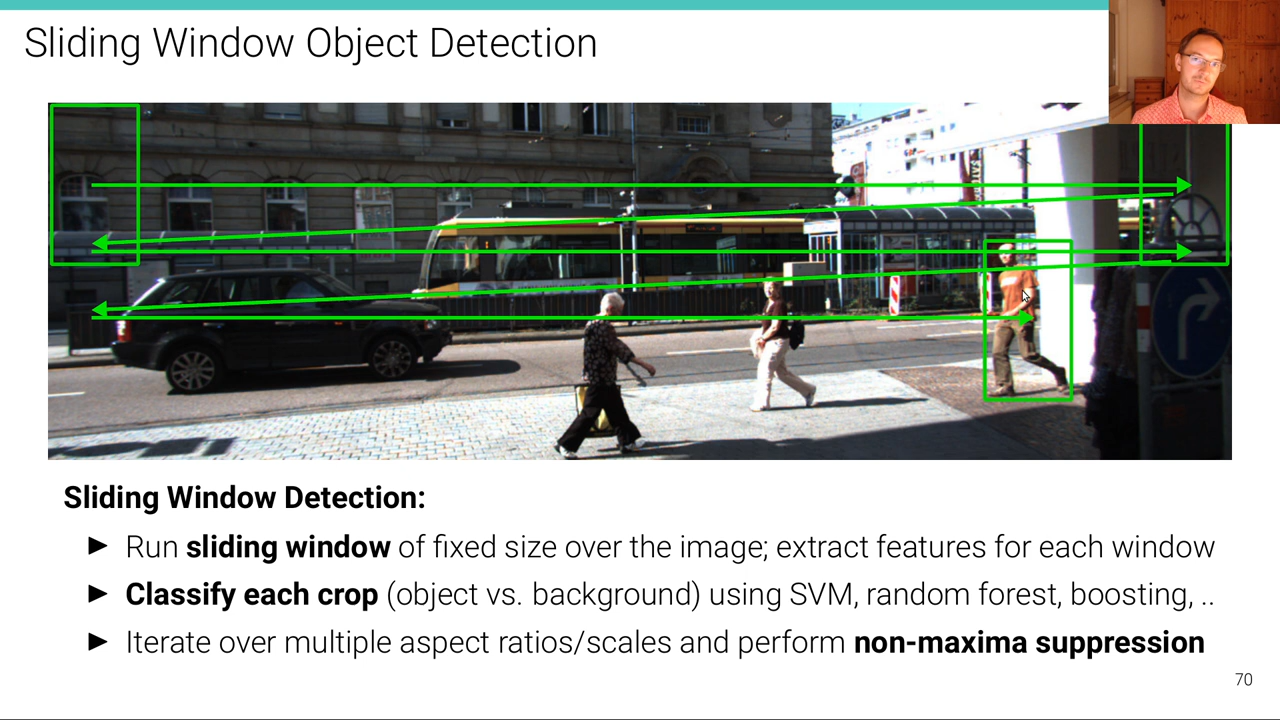 Sliding Window Object Detection
Sliding Window Detection:
► Run sliding window of fixed size over the image; extract features for each window
► Classify each crop (object vs. background) using SVM, random forest, boosting, ..
► Iterate over multiple aspect ratios/scales and perform non-maxima suppression
70